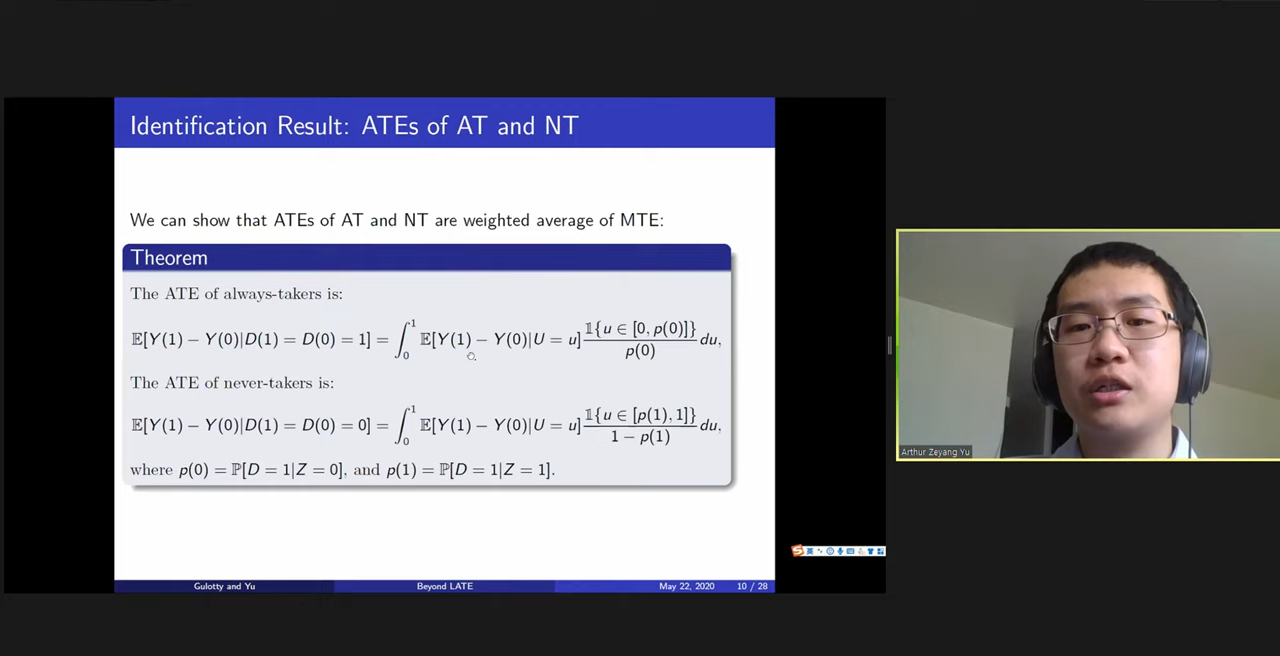 Identification Result: ATEs of AT and NT
We can show that ATEs of AT and NT are weighted average of MTE:
Theorem
The ATE of always-takers is:
𝔼[Y(1) − Y(0)|D(1) = D(0) = 1] = ∫₀¹ 𝔼[Y(1) − Y(0)|U = u] 𝟙{u ∈ [0, p(0)]} / p(0) du,
The ATE of never-takers is:
𝔼[Y(1) − Y(0)|D(1) = D(0) = 0] = ∫₀¹ 𝔼[Y(1) − Y(0)|U = u] 𝟙{u ∈ [p(1), 1]} / 1 − p(1) du,
where p(0) = ℙ[D = 1|Z = 0], and p(1) = ℙ[D = 1|Z = 1].
Gulotty and Yu Beyond LATE May 22, 2020 10 / 28
Arthur Zeyang Yu
S 英